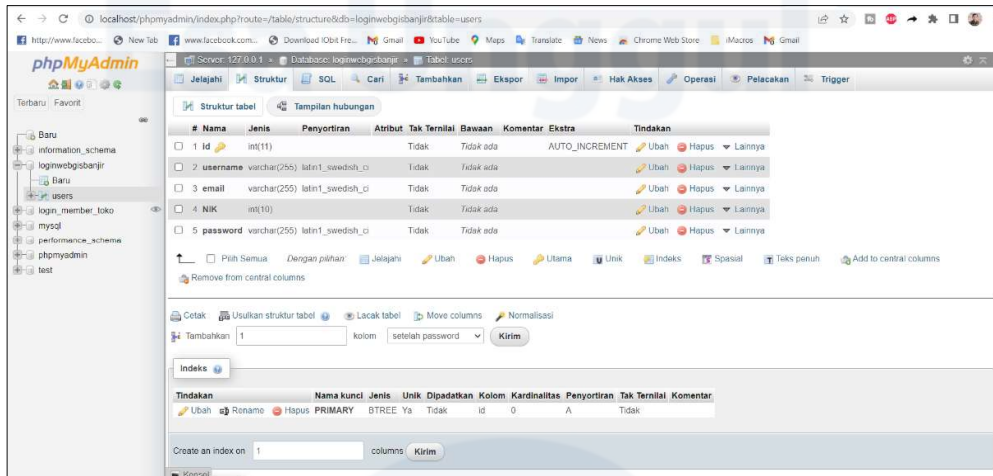 localhost/phpmyadmin/index.php?route=/table/structure&db=loginwebgisbanjir&table=users
http://www.facebo... New Tab www.facebook.com... Download IObit Fre... Gmail YouTube Maps Translate News Chrome Web Store iMacros Gmail
phpMyAdmin
Server: 127.0.0.1 » Database: loginwebgisbanjir » Tabel: users
Jelajahi Struktur SQL Cari Tambahkan Ekspor Impor Hak Akses Operasi Pelacakan Trigger
Terbaru Favorit
Baru
information_schema
loginwebgisbanjir
Baru
users
login_member_toko
mysql
performance_schema
phpmyadmin
test
Struktur tabel Tampilan hubungan
# Nama Jenis Penyortiran Atribut Tak Ternilai Bawaan Komentar Ekstra Tindakan
1 id int(11) Tidak Tidak ada AUTO_INCREMENT Ubah Hapus Lainnya
2 username varchar(255) latin1_swedish_ci Tidak Tidak ada Ubah Hapus Lainnya
3 email varchar(255) latin1_swedish_ci Tidak Tidak ada Ubah Hapus Lainnya
4 NIK int(10) Tidak Tidak ada Ubah Hapus Lainnya
5 password varchar(255) latin1_swedish_ci Tidak Tidak ada Ubah Hapus Lainnya
Pilih Semua Dengan pilihan: Jelajahi Ubah Hapus Utama Unik Indeks Spasial Teks penuh Add to central columns
Remove from central columns
Cetak Usulkan struktur tabel Lacak tabel Move columns Normalisasi
Tambahkan 1 kolom setelah password Kirim
Indeks
Tindakan Nama kunci Jenis Unik Dipadatkan Kolom Kardinalitas Penyortiran Tak Ternilai Komentar
Ubah Rename Hapus PRIMARY BTREE Ya Tidak id 0 A Tidak
Create an index on 1 columns Kirim
Konsol